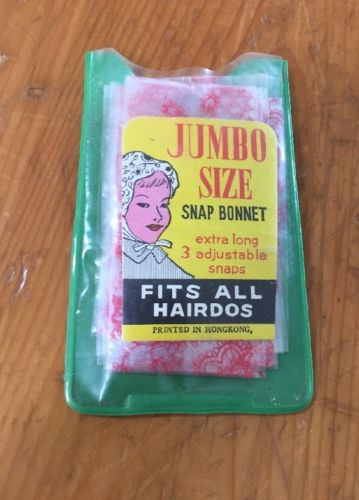 JUMBO
SIZE
SNAP BONNET
extra long
3 adjustable
snaps
FITS ALL
HAIRDOS
PRINTED IN HONGKONG,